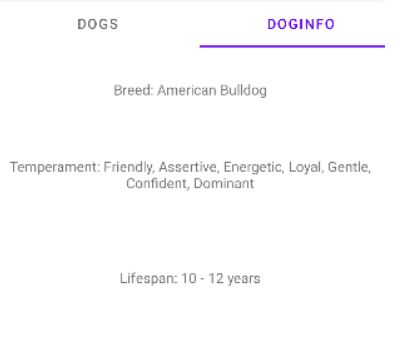 DOGS
DOGINFO
Breed: American Bulldog
Temperament: Friendly, Assertive, Energetic, Loyal, Gentle,
Confident, Dominant
Lifespan: 10 - 12 years